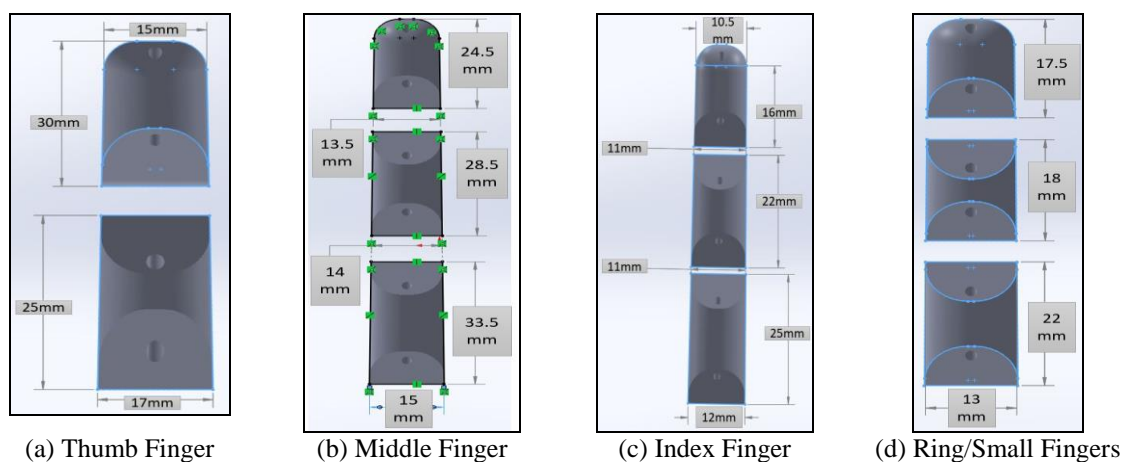 15mm
30mm
25mm
17mm
(a) Thumb Finger
24.5
mm
13.5
mm
28.5
mm
14
mm
33.5
mm
15
mm
(b) Middle Finger
10.5
mm
16mm
11mm
22mm
11mm
25mm
12mm
(c) Index Finger
17.5
mm
18
mm
22
mm
13
mm
(d) Ring/Small Fingers